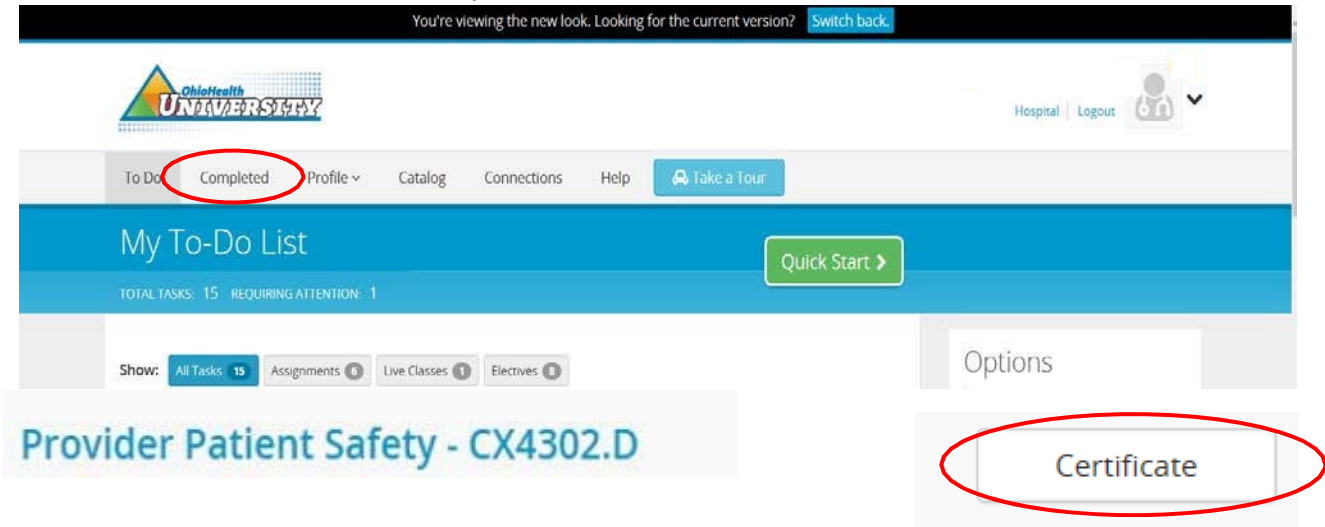 You're viewing the new look. Looking for the current version? Switch back.
OhioHealth
UNIVERSITY
Hospital Logout
To Do Completed Profile Catalog Connections Help Take a Tour
My To-Do List
Quick Start
TOTAL TASKS: 15 REQUIRING ATTENTION: 1
Show: All Tasks 15 Assignments 6 Live Classes 1 Electives 8
Options
Provider Patient Safety - CX4302.D
Certificate